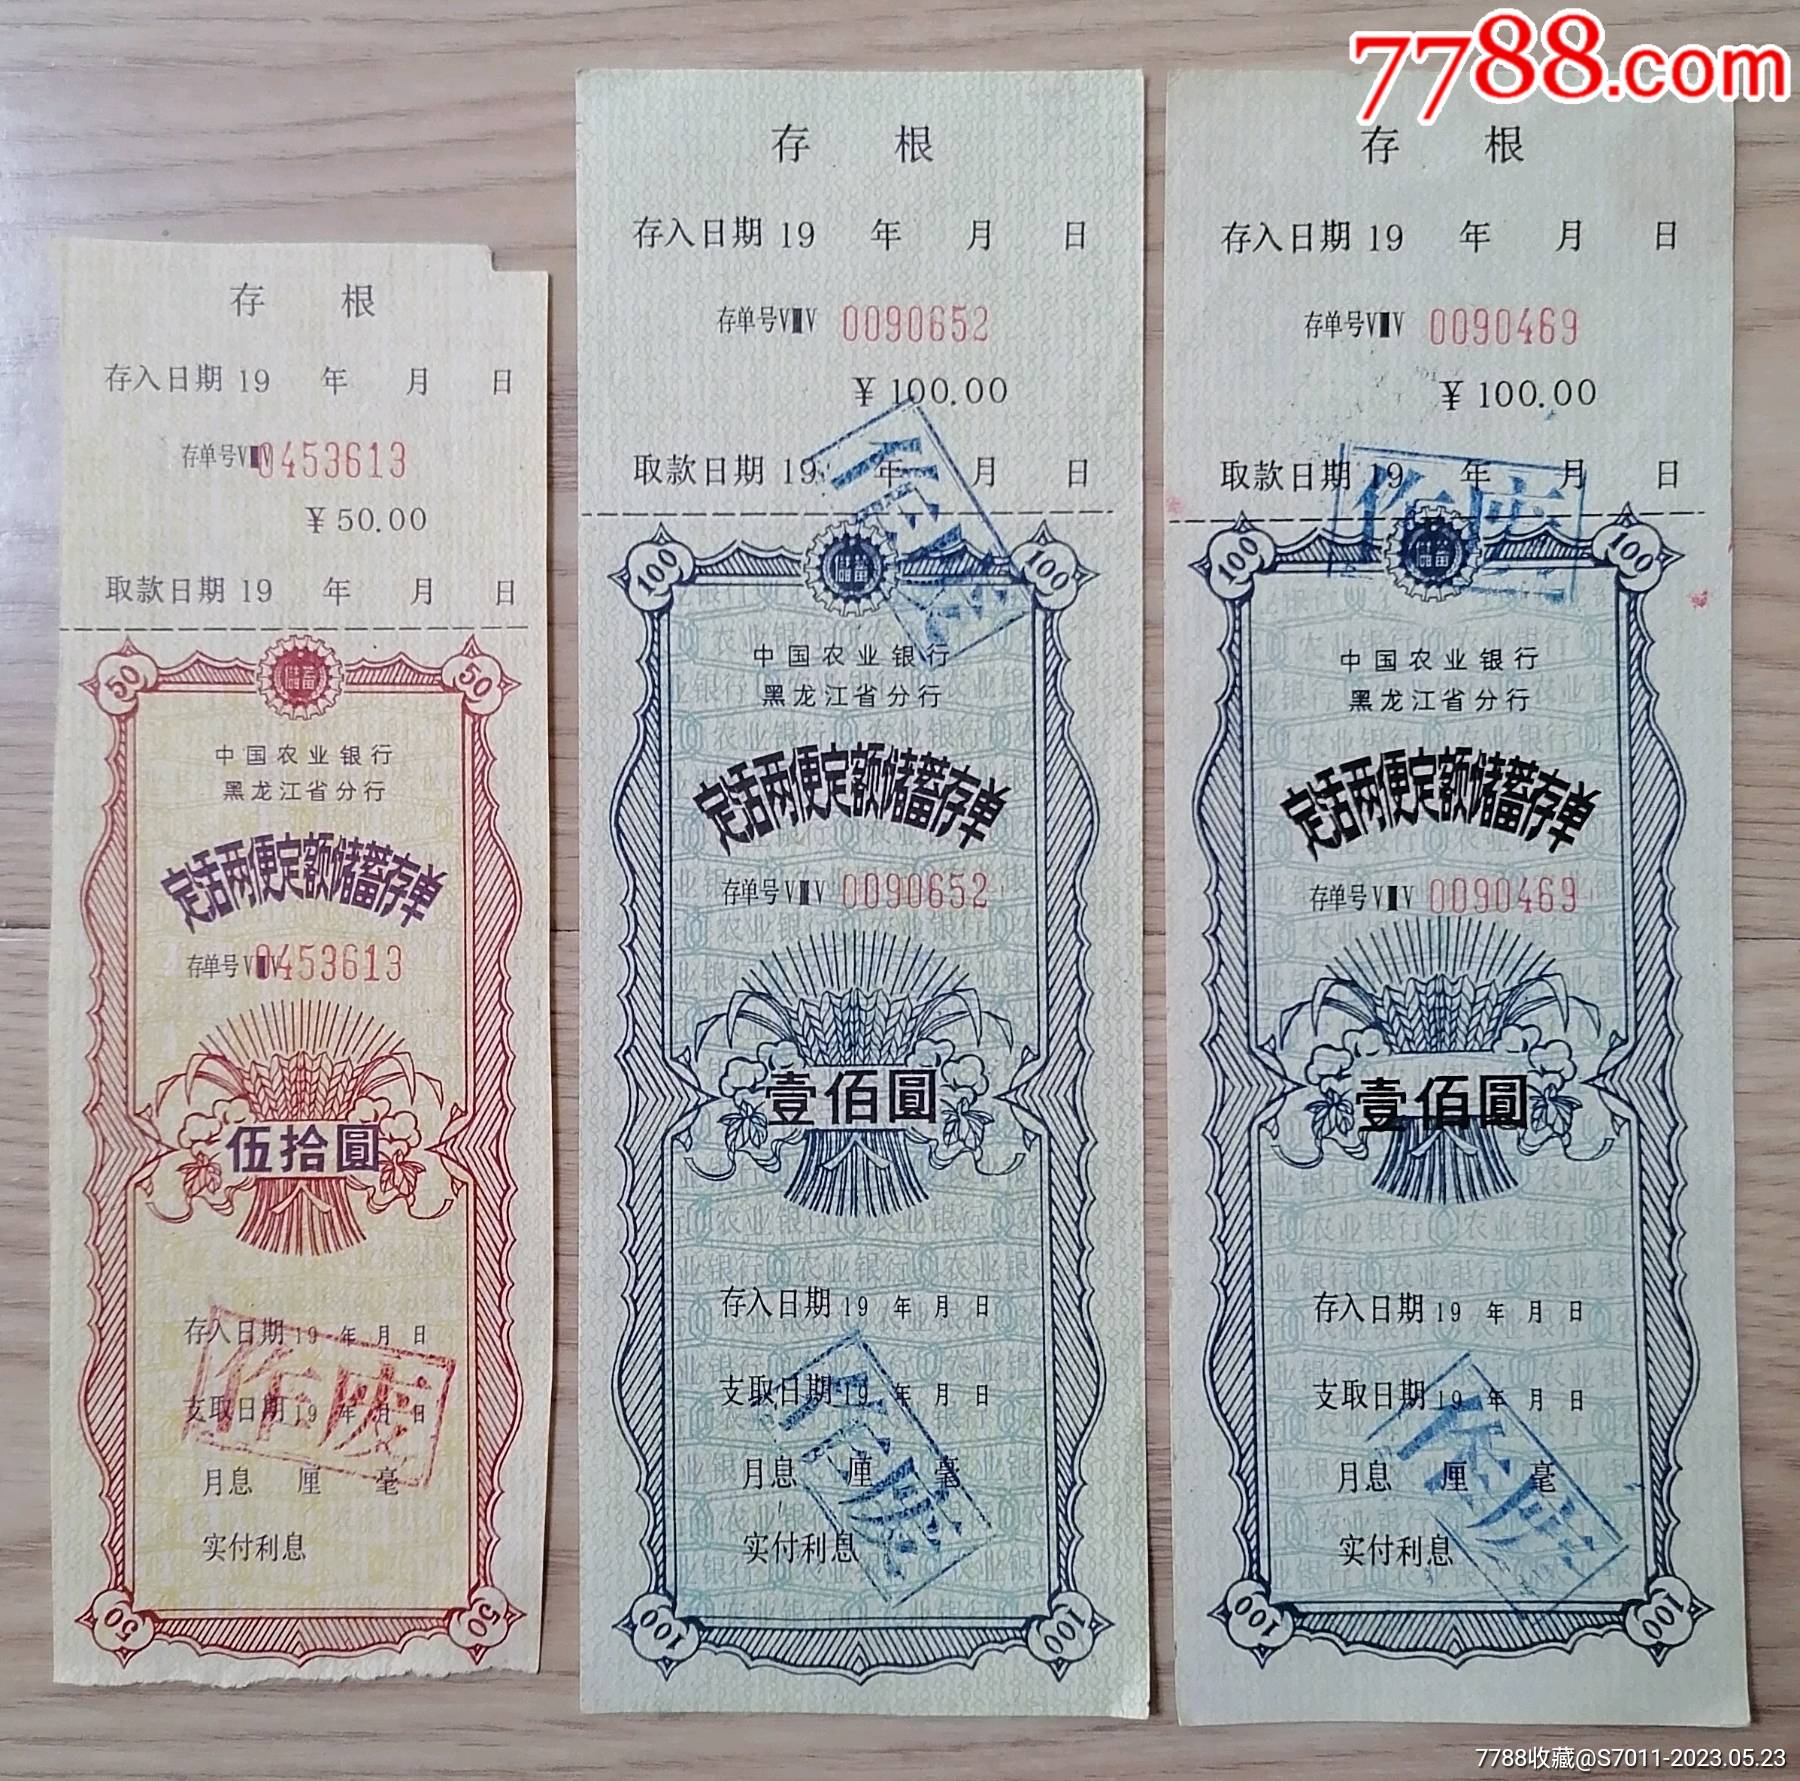 7788.com
存 根
存入日期 19 年 月 日
存单号VⅢV 0453613
¥50.00
取款日期 19 年 月 日
50 儲蓄 50
中国农业银行
黑龙江省分行
定活两便定额储蓄存单
存单号VⅢV 0453613
伍拾圓
存入日期 19 年 月 日
支取日期 19 年 月 日
作废
月息 厘 毫
实付利息
50 50
存 根
存入日期 19 年 月 日
存单号VⅢV 0090652
¥100.00
取款日期 19 年 月 日
作废
100 儲蓄 100
中国农业银行
黑龙江省分行
定活两便定额储蓄存单
存单号VⅢV 0090652
壹佰圓
存入日期 19 年 月 日
支取日期 19 年 月 日
作废
月息 厘 毫
实付利息
100 100
存 根
存入日期 19 年 月 日
存单号VⅢV 0090469
¥100.00
取款日期 19 年 月 日
作废
100 儲蓄 100
中国农业银行
黑龙江省分行
定活两便定额储蓄存单
存单号VⅢV 0090469
壹佰圓
存入日期 19 年 月 日
支取日期 19 年 月 日
作废
月息 厘 毫
实付利息
100 100
7788收藏@S7011-2023.05.23